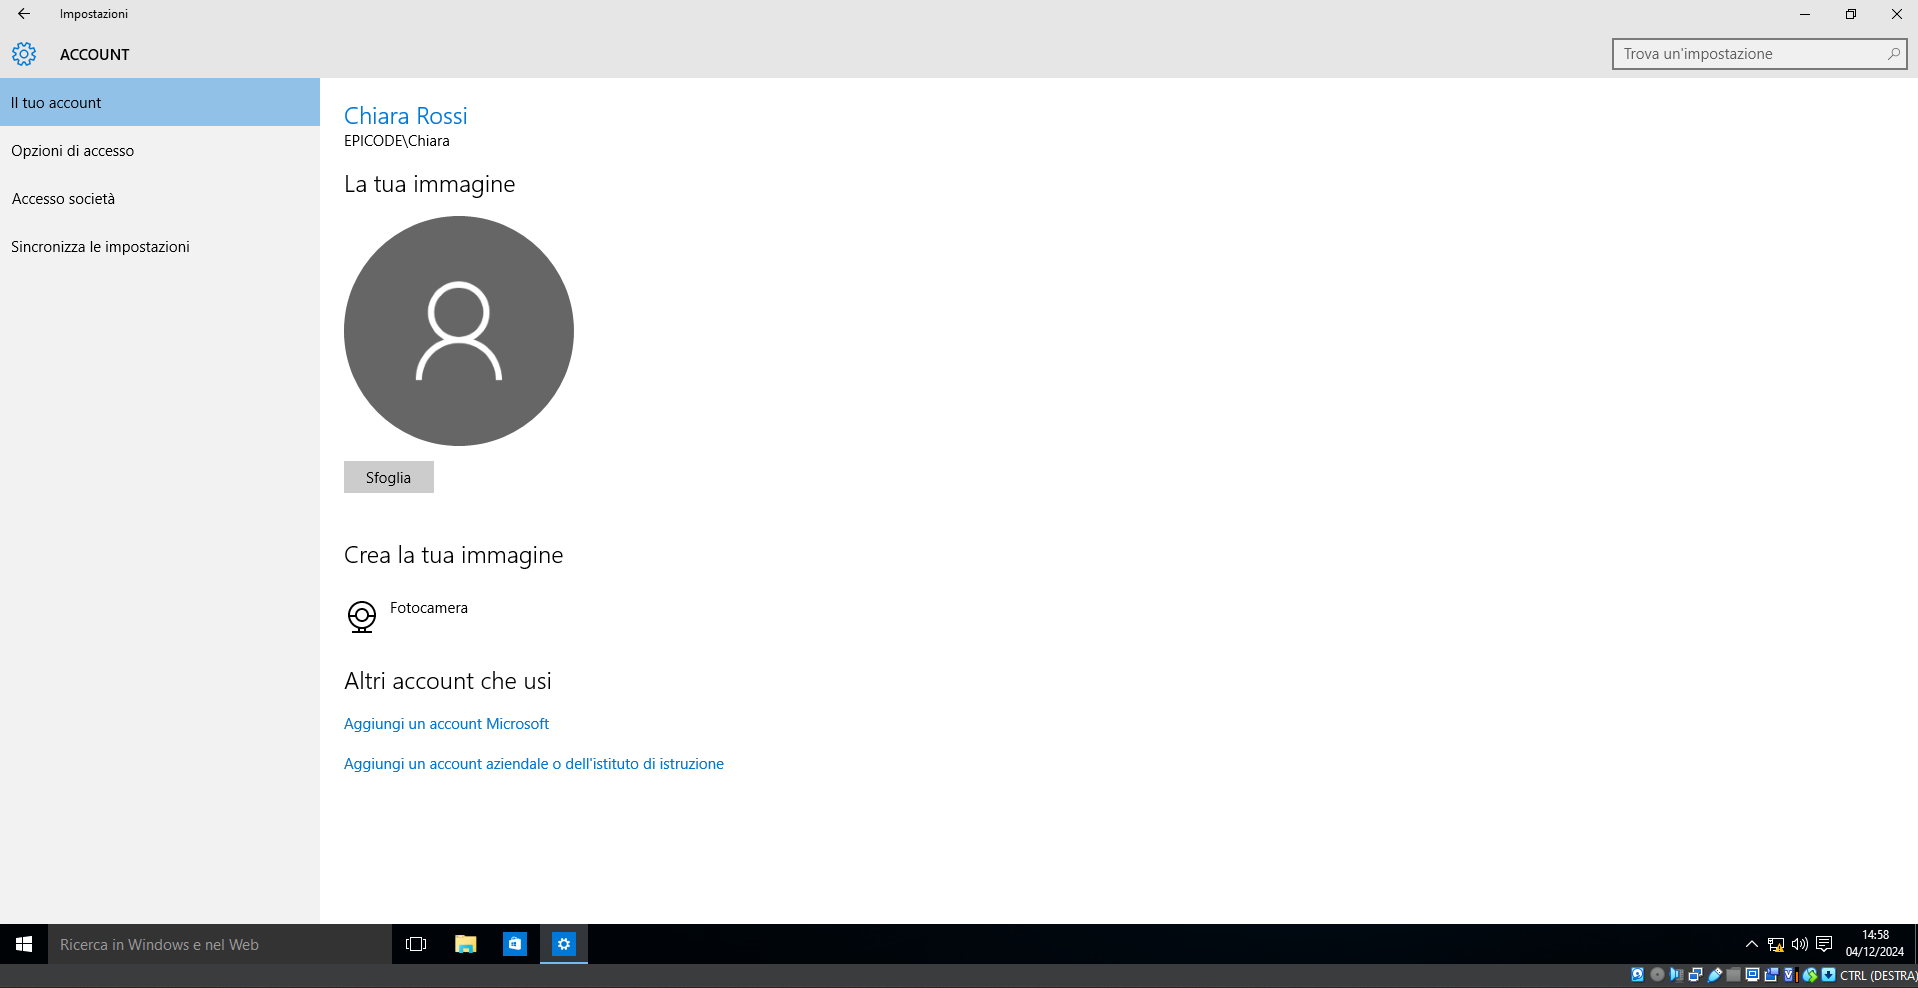 Impostazioni
ACCOUNT
Trova un'impostazione
Il tuo account
Opzioni di accesso
Accesso società
Sincronizza le impostazioni
Chiara Rossi
EPICODE\Chiara
La tua immagine
Sfoglia
Crea la tua immagine
Fotocamera
Altri account che usi
Aggiungi un account Microsoft
Aggiungi un account aziendale o dell'istituto di istruzione
Ricerca in Windows e nel Web
14:58
04/12/2024
CTRL (DESTRA)